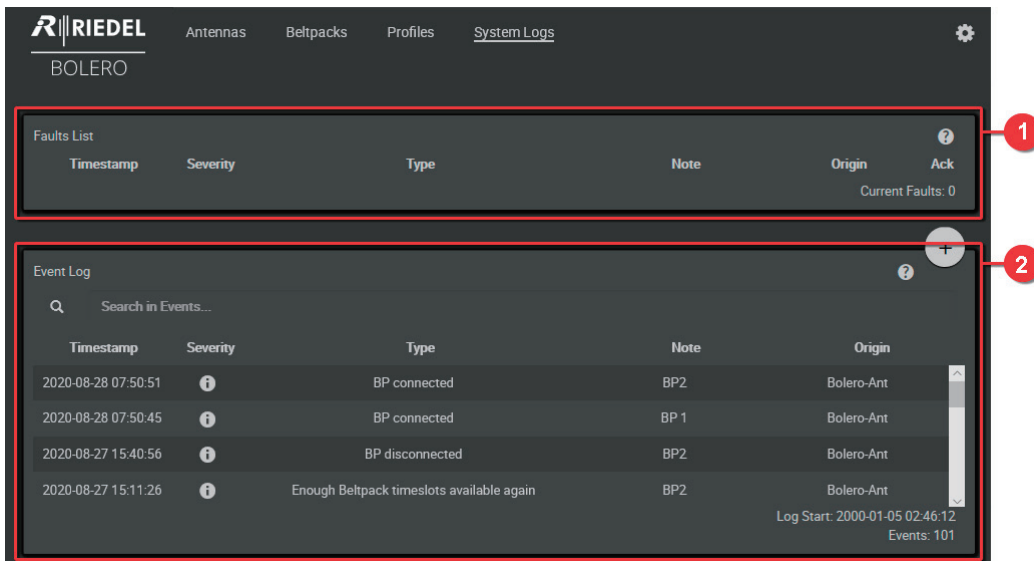 RIEDEL Antennas Beltpacks Profiles System Logs
BOLERO
Faults List ?
Timestamp Severity Type Note Origin Ack
Current Faults: 0
1
+
2
Event Log ?
Search in Events...
Timestamp Severity Type Note Origin
2020-08-28 07:50:51 i BP connected BP2 Bolero-Ant
2020-08-28 07:50:45 i BP connected BP 1 Bolero-Ant
2020-08-27 15:40:56 i BP disconnected BP2 Bolero-Ant
2020-08-27 15:11:26 i Enough Beltpack timeslots available again BP2 Bolero-Ant
Log Start: 2000-01-05 02:46:12
Events: 101